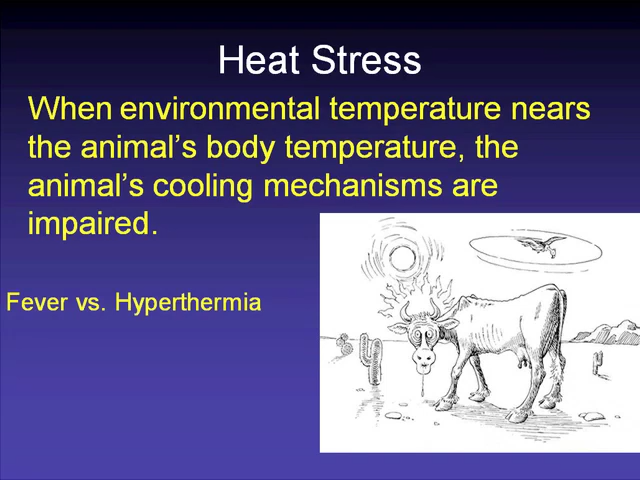 Heat Stress
When environmental temperature nears
the animal's body temperature, the
animal's cooling mechanisms are
impaired.
Fever vs. Hyperthermia